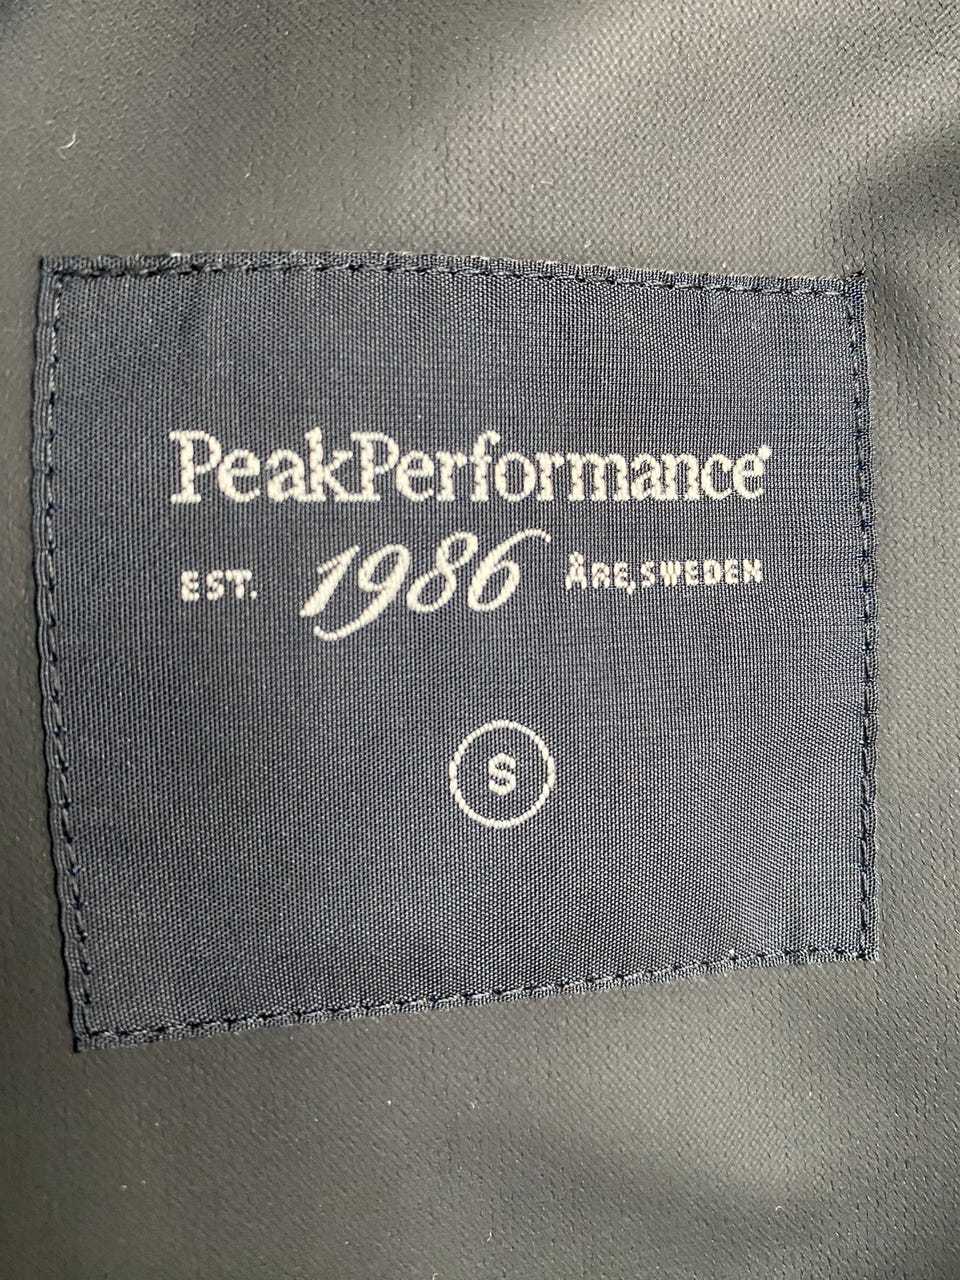 PeakPerformance®
EST. 1986 ÅRE, SWEDEN
S